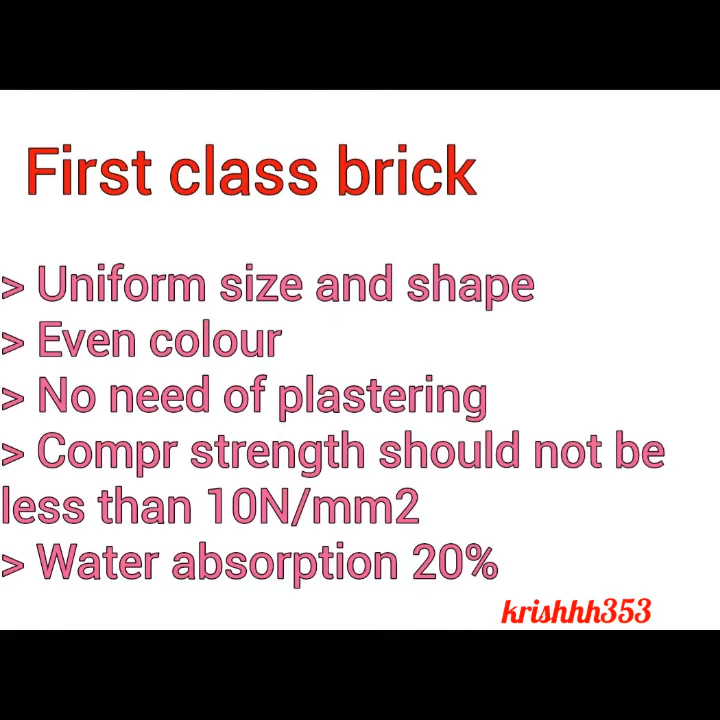 First class brick
> Uniform size and shape
> Even colour
> No need of plastering
> Compr strength should not be
less than 10N/mm2
> Water absorption 20%
krishhh353